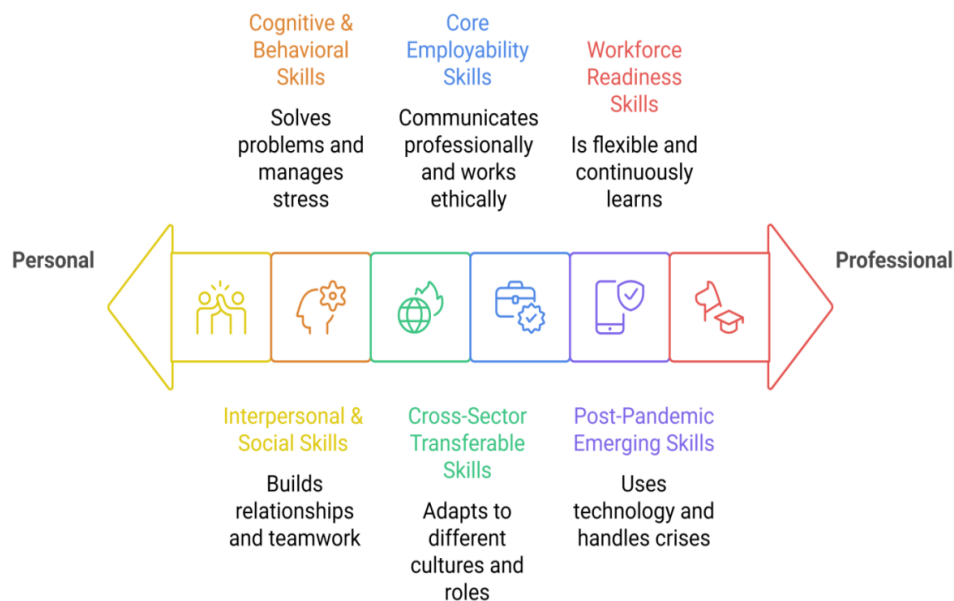 Cognitive &
Behavioral
Skills
Solves
problems and
manages
stress
Core
Employability
Skills
Communicates
professionally
and works
ethically
Workforce
Readiness
Skills
Is flexible and
continuously
learns
Personal
Professional
Interpersonal &
Social Skills
Builds
relationships
and teamwork
Cross-Sector
Transferable
Skills
Adapts to
different
cultures and
roles
Post-Pandemic
Emerging Skills
Uses
technology and
handles crises